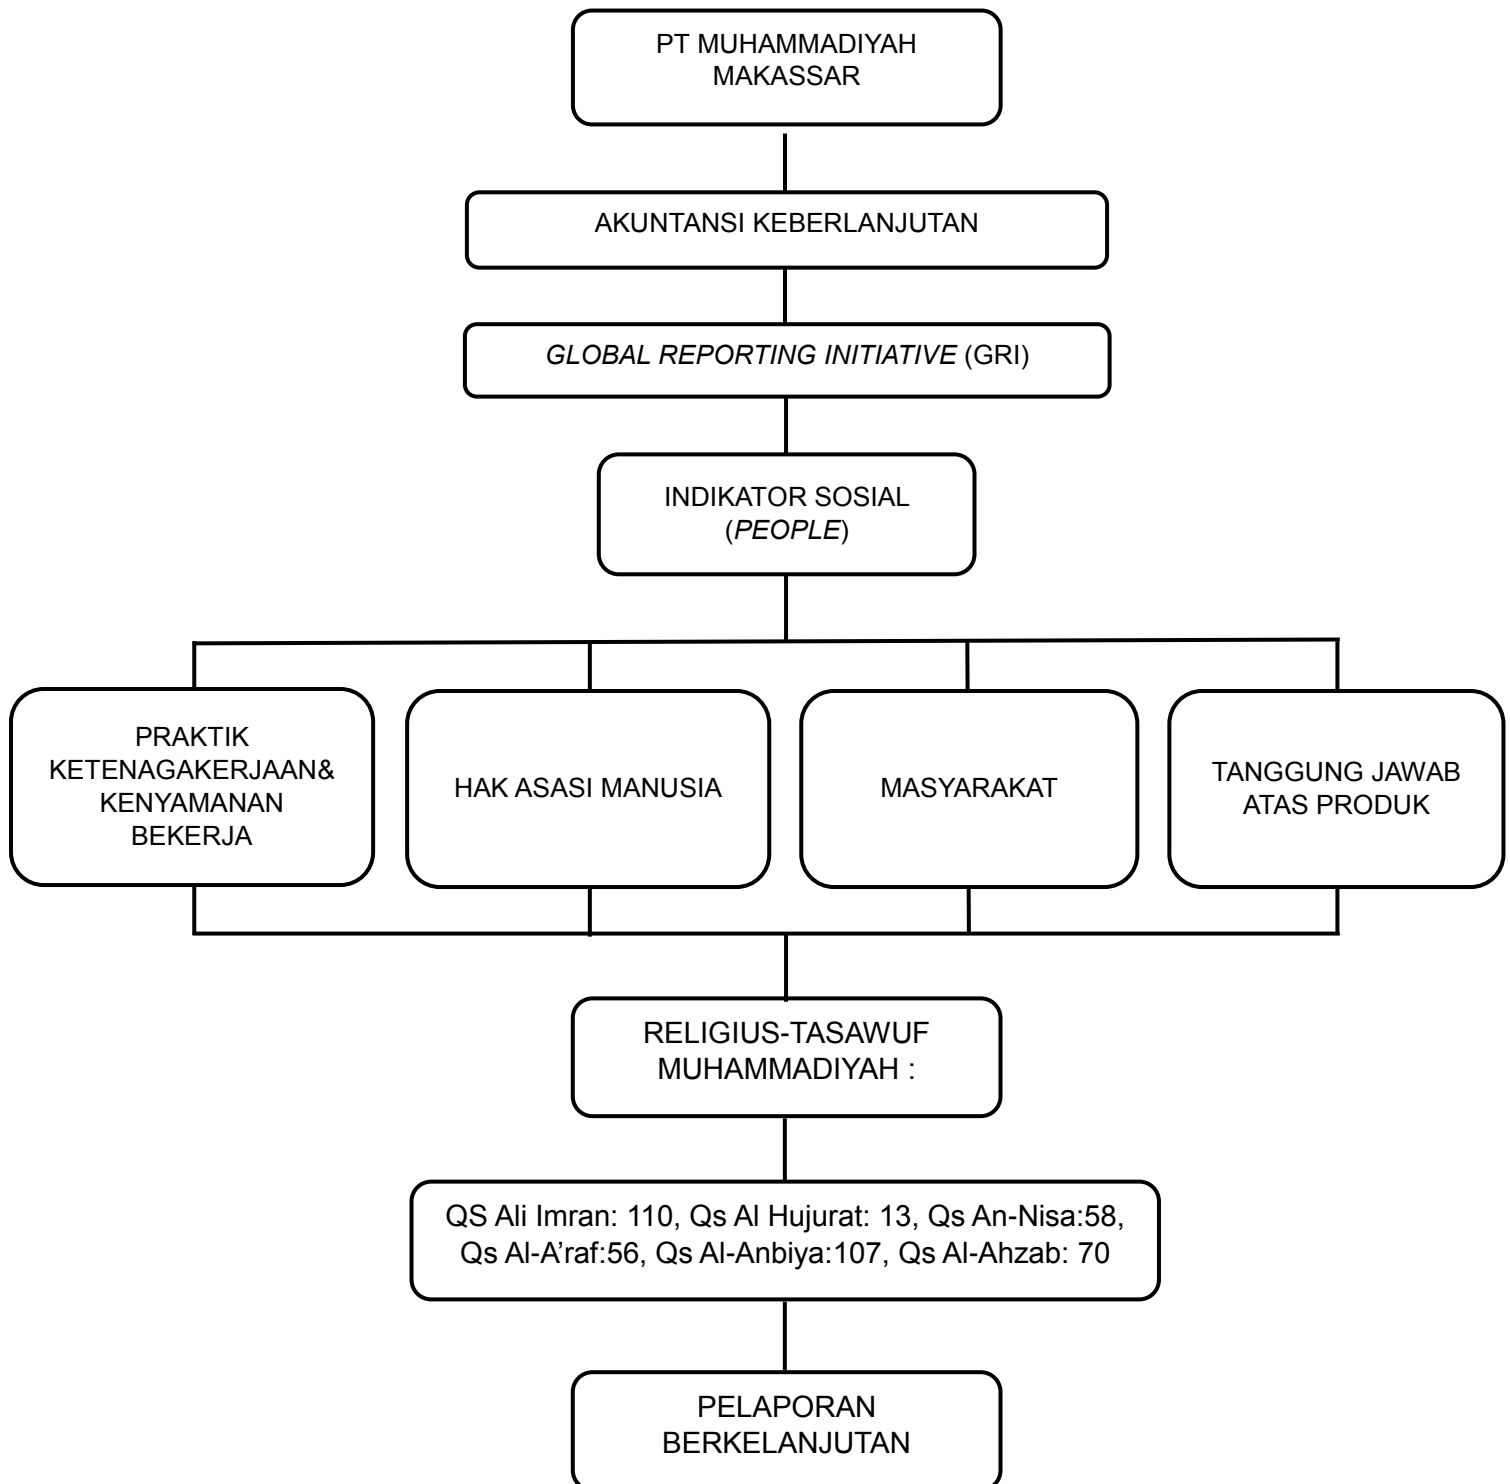 PT MUHAMMADIYAH
MAKASSAR
AKUNTANSI KEBERLANJUTAN
GLOBAL REPORTING INITIATIVE (GRI)
INDIKATOR SOSIAL
(PEOPLE)
PRAKTIK
KETENAGAKERJAAN&
KENYAMANAN
BEKERJA
HAK ASASI MANUSIA
MASYARAKAT
TANGGUNG JAWAB
ATAS PRODUK
RELIGIUS-TASAWUF
MUHAMMADIYAH :
QS Ali Imran: 110, Qs Al Hujurat: 13, Qs An-Nisa:58,
Qs Al-A’raf:56, Qs Al-Anbiya:107, Qs Al-Ahzab: 70
PELAPORAN
BERKELANJUTAN